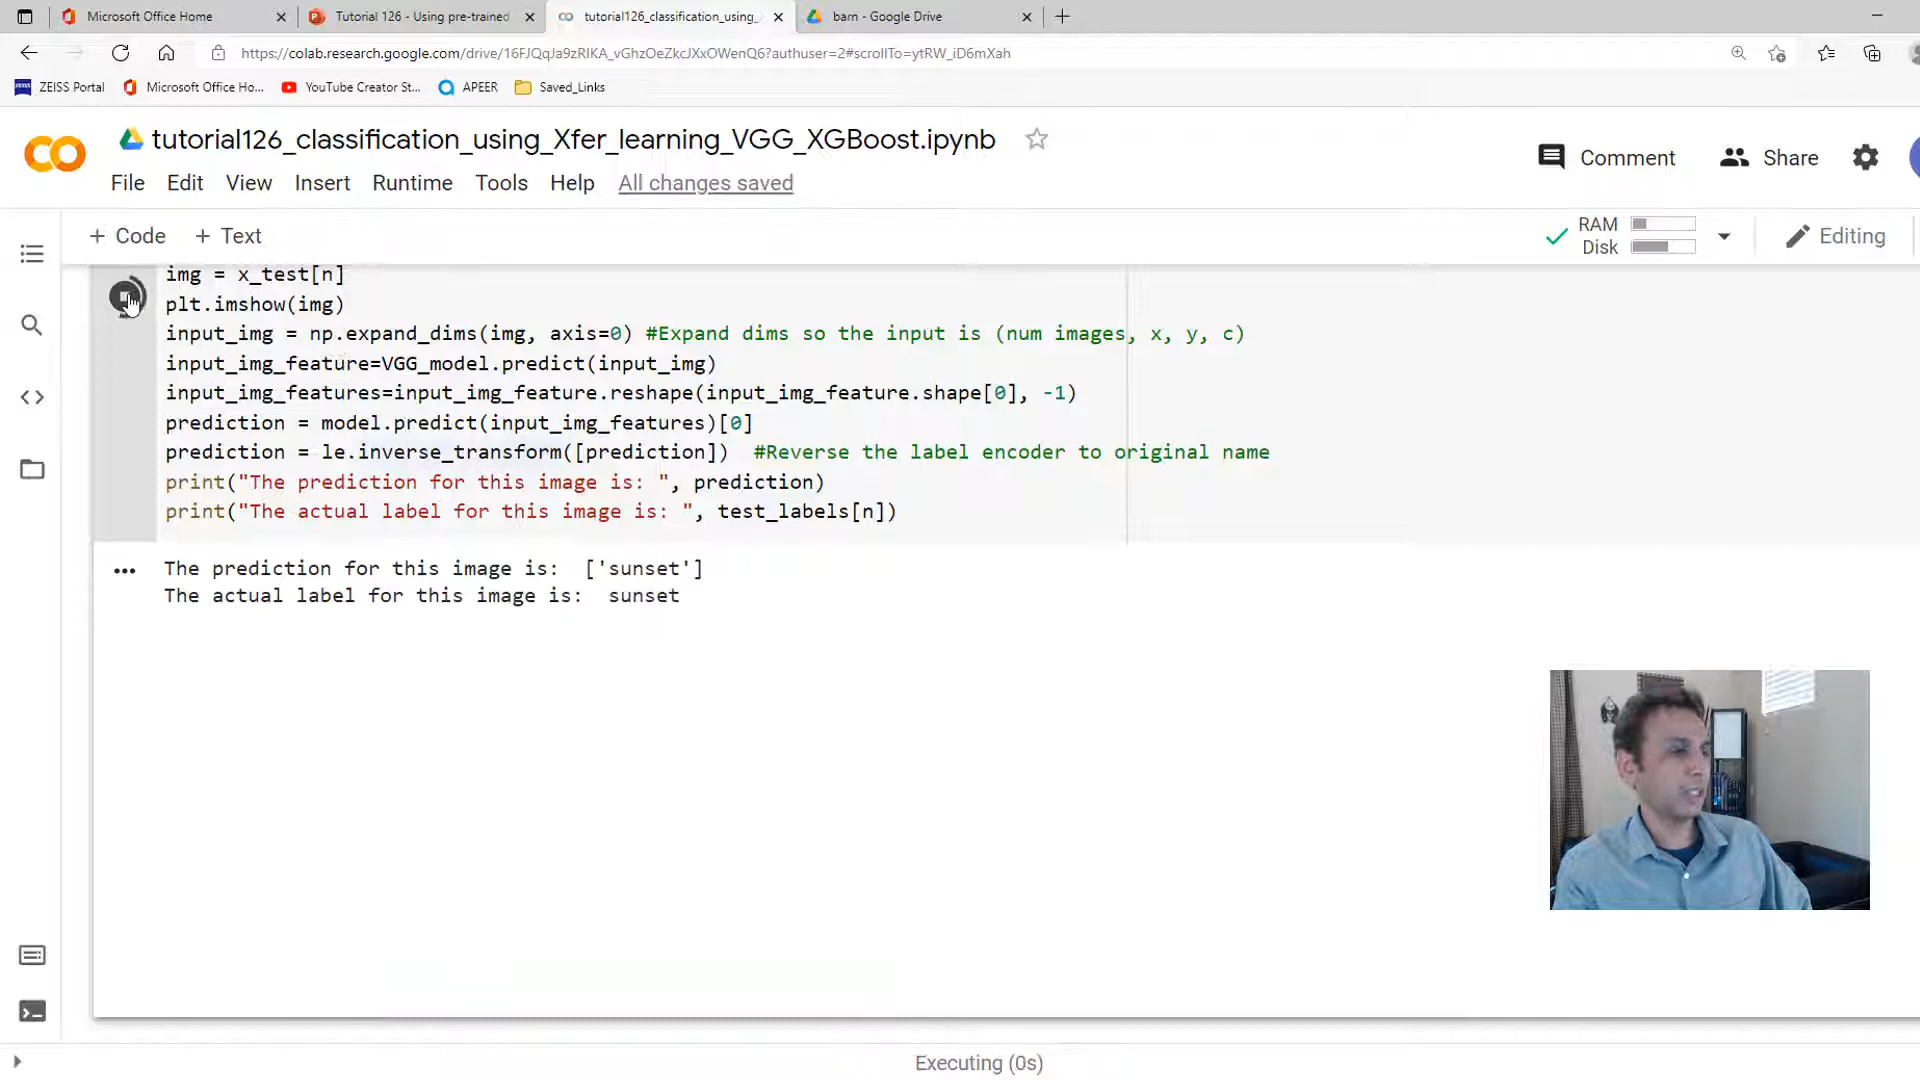 Microsoft Office Home
Tutorial 126 - Using pre-trained
tutorial126_classification_using_
barn - Google Drive
https://colab.research.google.com/drive/16FJQqJa9zRIKA_vGhzOeZkcJXxOWenQ6?authuser=2#scrollTo=ytRW_iD6mXah
ZEISS Portal
Microsoft Office Ho...
YouTube Creator St...
APEER
Saved_Links
tutorial126_classification_using_Xfer_learning_VGG_XGBoost.ipynb
Comment
Share
File Edit View Insert Runtime Tools Help All changes saved
+ Code + Text
RAM
Disk
Editing
img = x_test[n]
plt.imshow(img)
input_img = np.expand_dims(img, axis=0) #Expand dims so the input is (num images, x, y, c)
input_img_feature=VGG_model.predict(input_img)
input_img_features=input_img_feature.reshape(input_img_feature.shape[0], -1)
prediction = model.predict(input_img_features)[0]
prediction = le.inverse_transform([prediction])  #Reverse the label encoder to original name
print("The prediction for this image is: ", prediction)
print("The actual label for this image is: ", test_labels[n])
The prediction for this image is:  ['sunset']
The actual label for this image is:  sunset
Executing (0s)